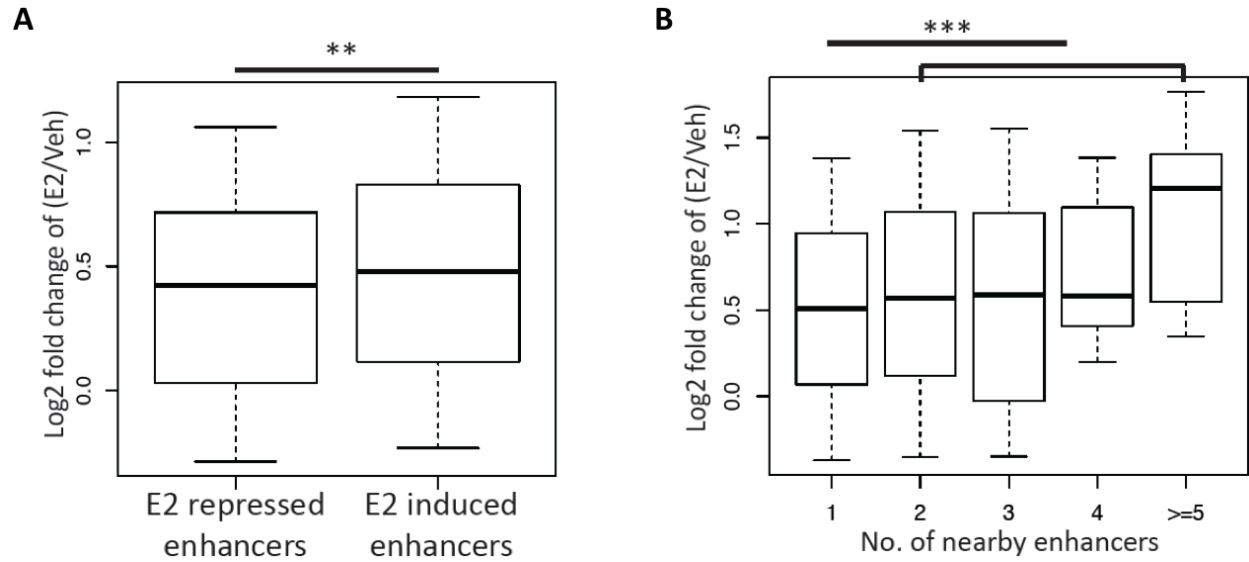 A
**
Log2 fold change of (E2/Veh)
1.0
0.5
0.0
E2 repressed
enhancers
E2 induced
enhancers
B
***
Log2 fold change of (E2/Veh)
1.5
1.0
0.5
0.0
1 2 3 4 >=5
No. of nearby enhancers